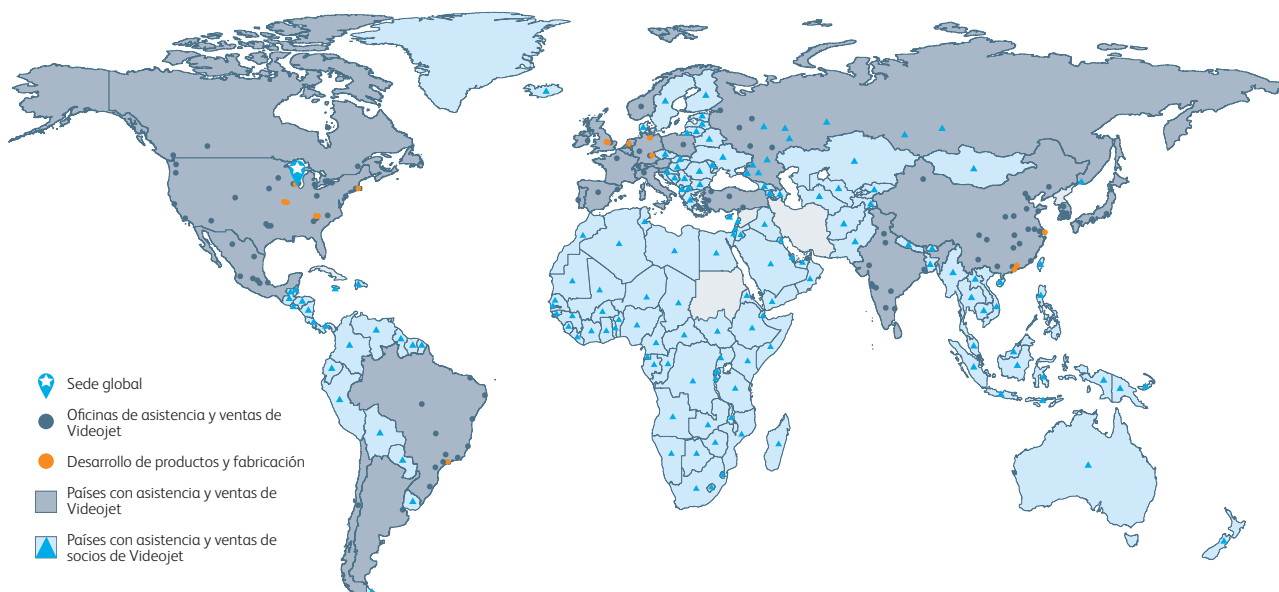 Sede global
Oficinas de asistencia y ventas de
Videojet
Desarrollo de productos y fabricación
Países con asistencia y ventas de
Videojet
Países con asistencia y ventas de
socios de Videojet